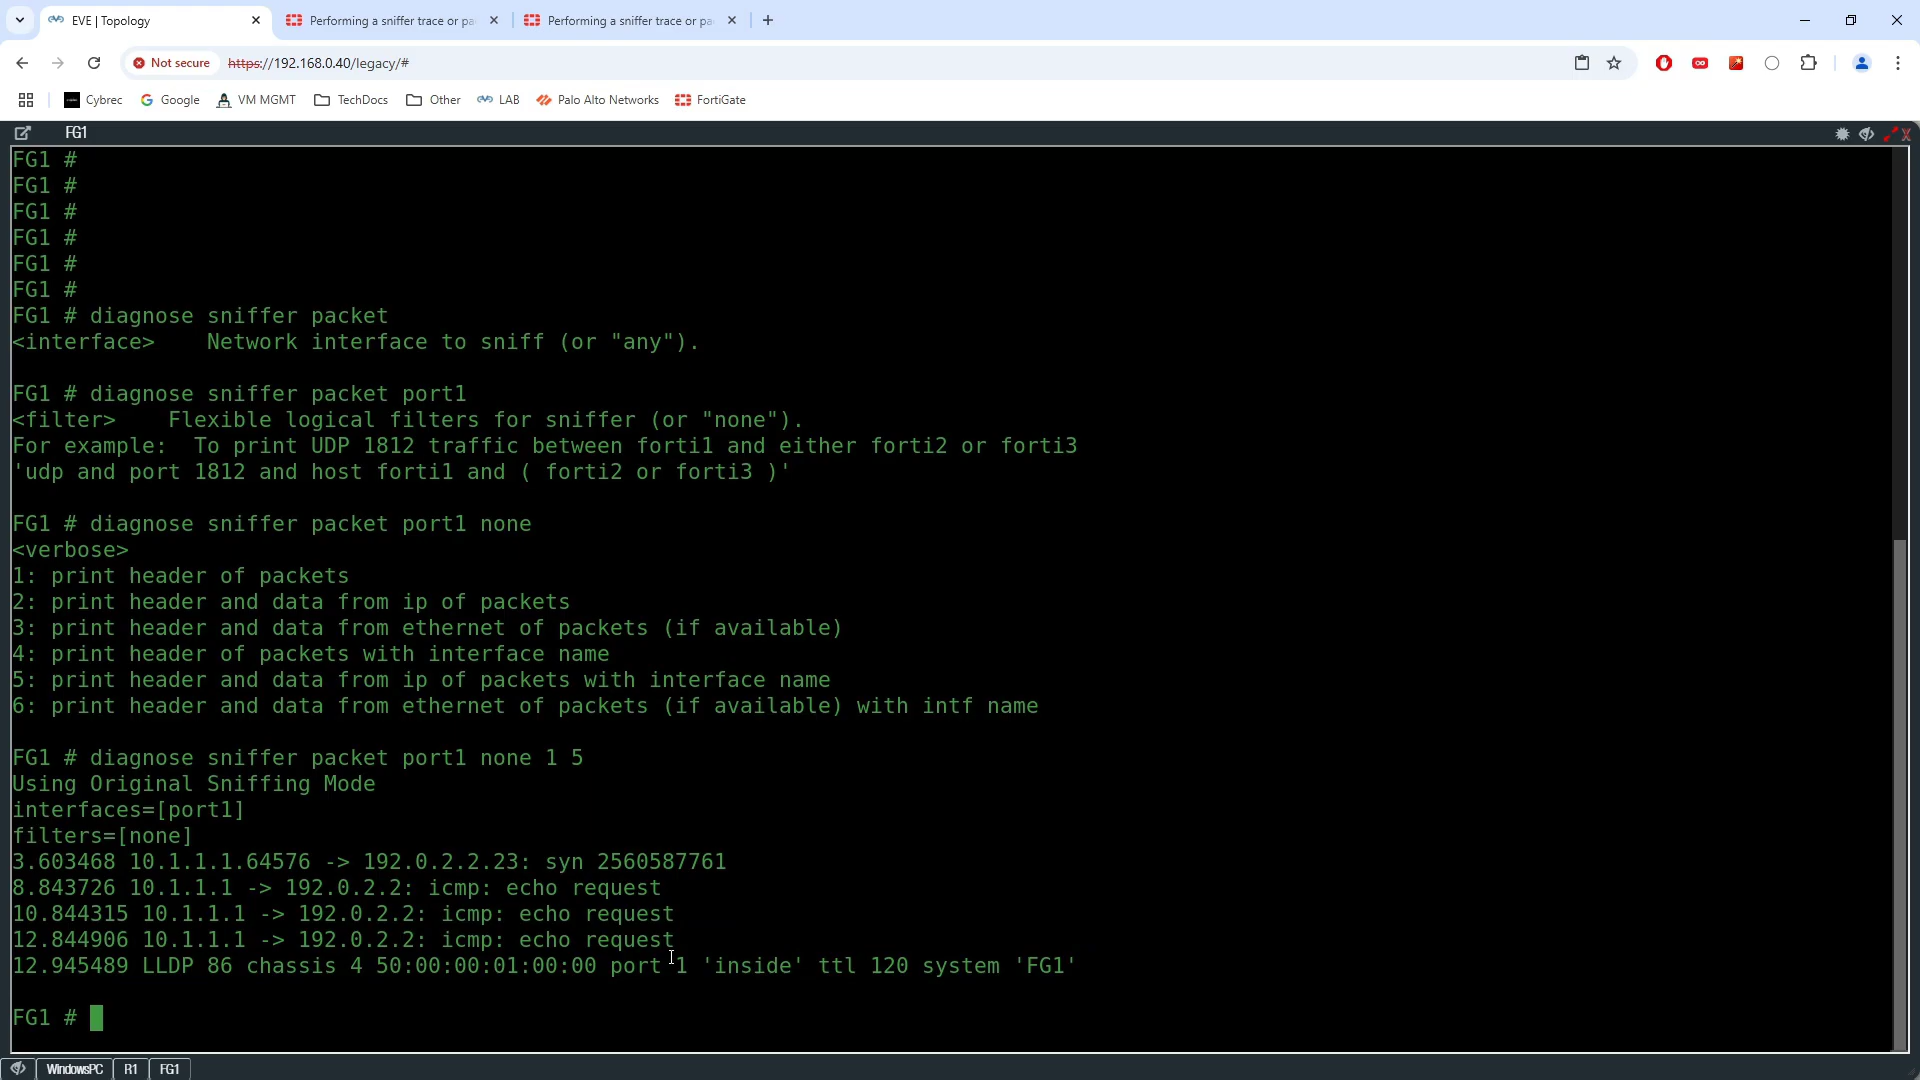 EVE | Topology
Performing a sniffer trace or pa
Performing a sniffer trace or pa
Not secure
https://192.168.0.40/legacy/#
Cybrec
Google
VM MGMT
TechDocs
Other
LAB
Palo Alto Networks
FortiGate
FG1
FG1 #
FG1 #
FG1 #
FG1 #
FG1 #
FG1 #
FG1 # diagnose sniffer packet
<interface>    Network interface to sniff (or "any").
FG1 # diagnose sniffer packet port1
<filter>    Flexible logical filters for sniffer (or "none").
For example:  To print UDP 1812 traffic between forti1 and either forti2 or forti3
'udp and port 1812 and host forti1 and ( forti2 or forti3 )'
FG1 # diagnose sniffer packet port1 none
<verbose>
1: print header of packets
2: print header and data from ip of packets
3: print header and data from ethernet of packets (if available)
4: print header of packets with interface name
5: print header and data from ip of packets with interface name
6: print header and data from ethernet of packets (if available) with intf name
FG1 # diagnose sniffer packet port1 none 1 5
Using Original Sniffing Mode
interfaces=[port1]
filters=[none]
3.603468 10.1.1.1.64576 -> 192.0.2.2.23: syn 2560587761
8.843726 10.1.1.1 -> 192.0.2.2: icmp: echo request
10.844315 10.1.1.1 -> 192.0.2.2: icmp: echo request
12.844906 10.1.1.1 -> 192.0.2.2: icmp: echo request
12.945489 LLDP 86 chassis 4 50:00:00:01:00:00 port 1 'inside' ttl 120 system 'FG1'
FG1 #
WindowsPC
R1
FG1